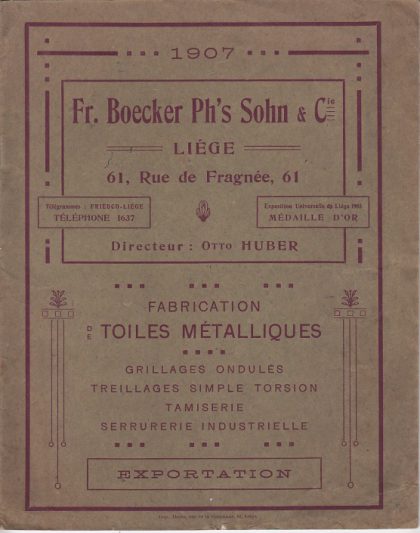 1907
Fr. Boecker Ph's Sohn & Cie
LIÉGE
61, Rue de Fragnée, 61
Télégrammes : FRIEBCO-LIÉGE
TÉLÉPHONE 1637
Exposition Universelle de Liége 1905
MÉDAILLE D'OR
Directeur : OTTO HUBER
FABRICATION
DE TOILES MÉTALLIQUES
GRILLAGES ONDULÉS
TREILLAGES SIMPLE TORSION
TAMISERIE
SERRURERIE INDUSTRIELLE
EXPORTATION